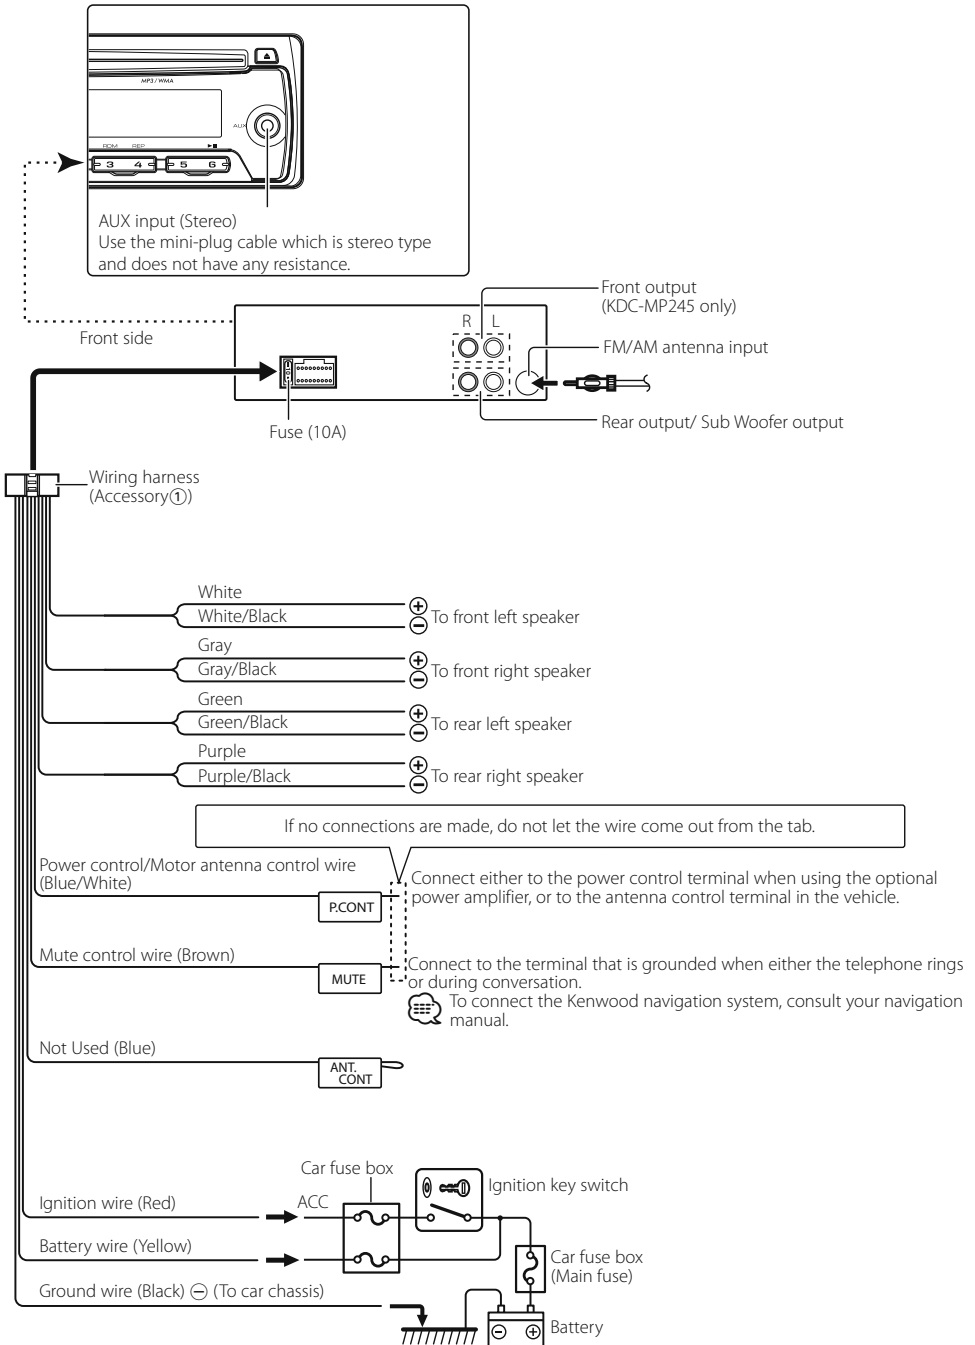 MP3 / WMA
AUX
RDM REP ►■
3 4 5 6
AUX input (Stereo)
Use the mini-plug cable which is stereo type
and does not have any resistance.
Front side
R L
Front output
(KDC-MP245 only)
FM/AM antenna input
Rear output/ Sub Woofer output
Fuse (10A)
Wiring harness
(Accessory①)
White
White/Black
To front left speaker
Gray
Gray/Black
To front right speaker
Green
Green/Black
To rear left speaker
Purple
Purple/Black
To rear right speaker
If no connections are made, do not let the wire come out from the tab.
Power control/Motor antenna control wire
(Blue/White)
P.CONT
Connect either to the power control terminal when using the optional
power amplifier, or to the antenna control terminal in the vehicle.
Mute control wire (Brown)
MUTE
Connect to the terminal that is grounded when either the telephone rings
or during conversation.
To connect the Kenwood navigation system, consult your navigation
manual.
Not Used (Blue)
ANT.
CONT
Car fuse box
Ignition key switch
Ignition wire (Red)
ACC
Battery wire (Yellow)
Car fuse box
(Main fuse)
Ground wire (Black) ⊖ (To car chassis)
Battery